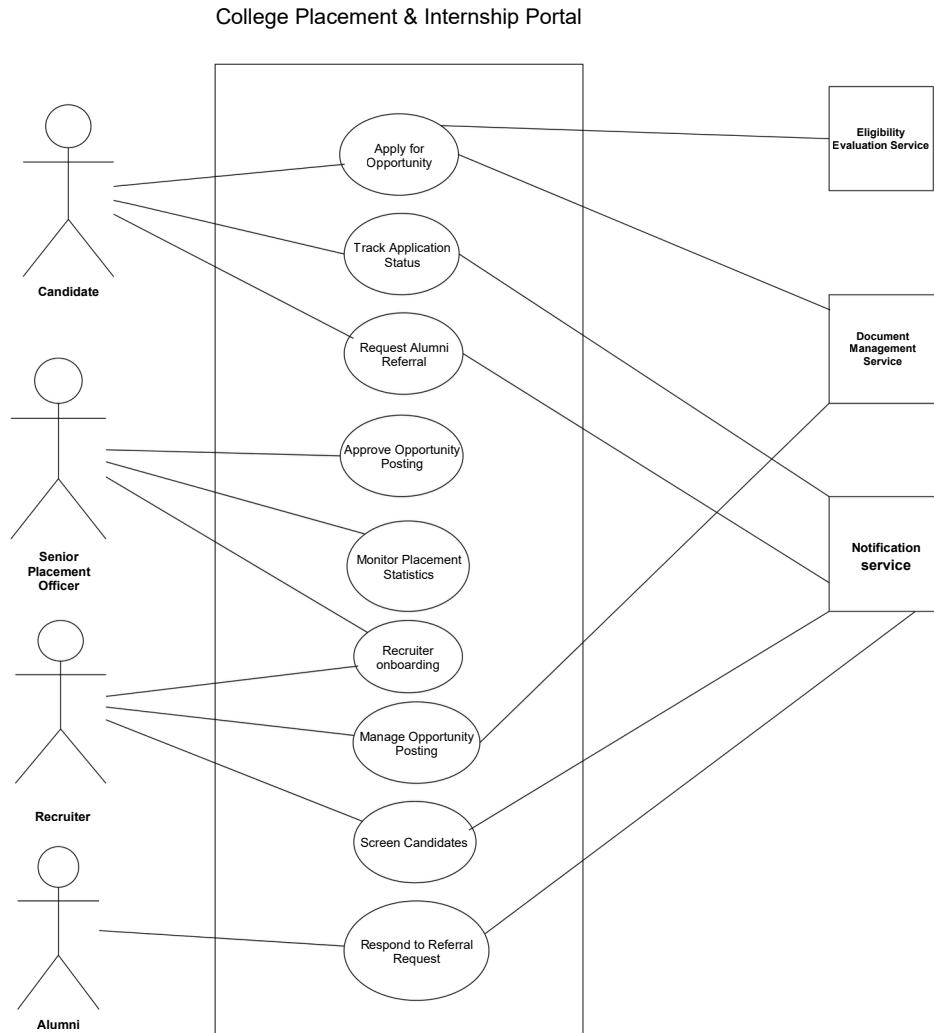 College Placement & Internship Portal
Apply for
Opportunity
Eligibility
Evaluation Service
Track Application
Status
Candidate
Request Alumni
Referral
Document
Management
Service
Approve Opportunity
Posting
Senior
Placement
Officer
Monitor Placement
Statistics
Notification
service
Recruiter
onboarding
Manage Opportunity
Posting
Recruiter
Screen Candidates
Respond to Referral
Request
Alumni